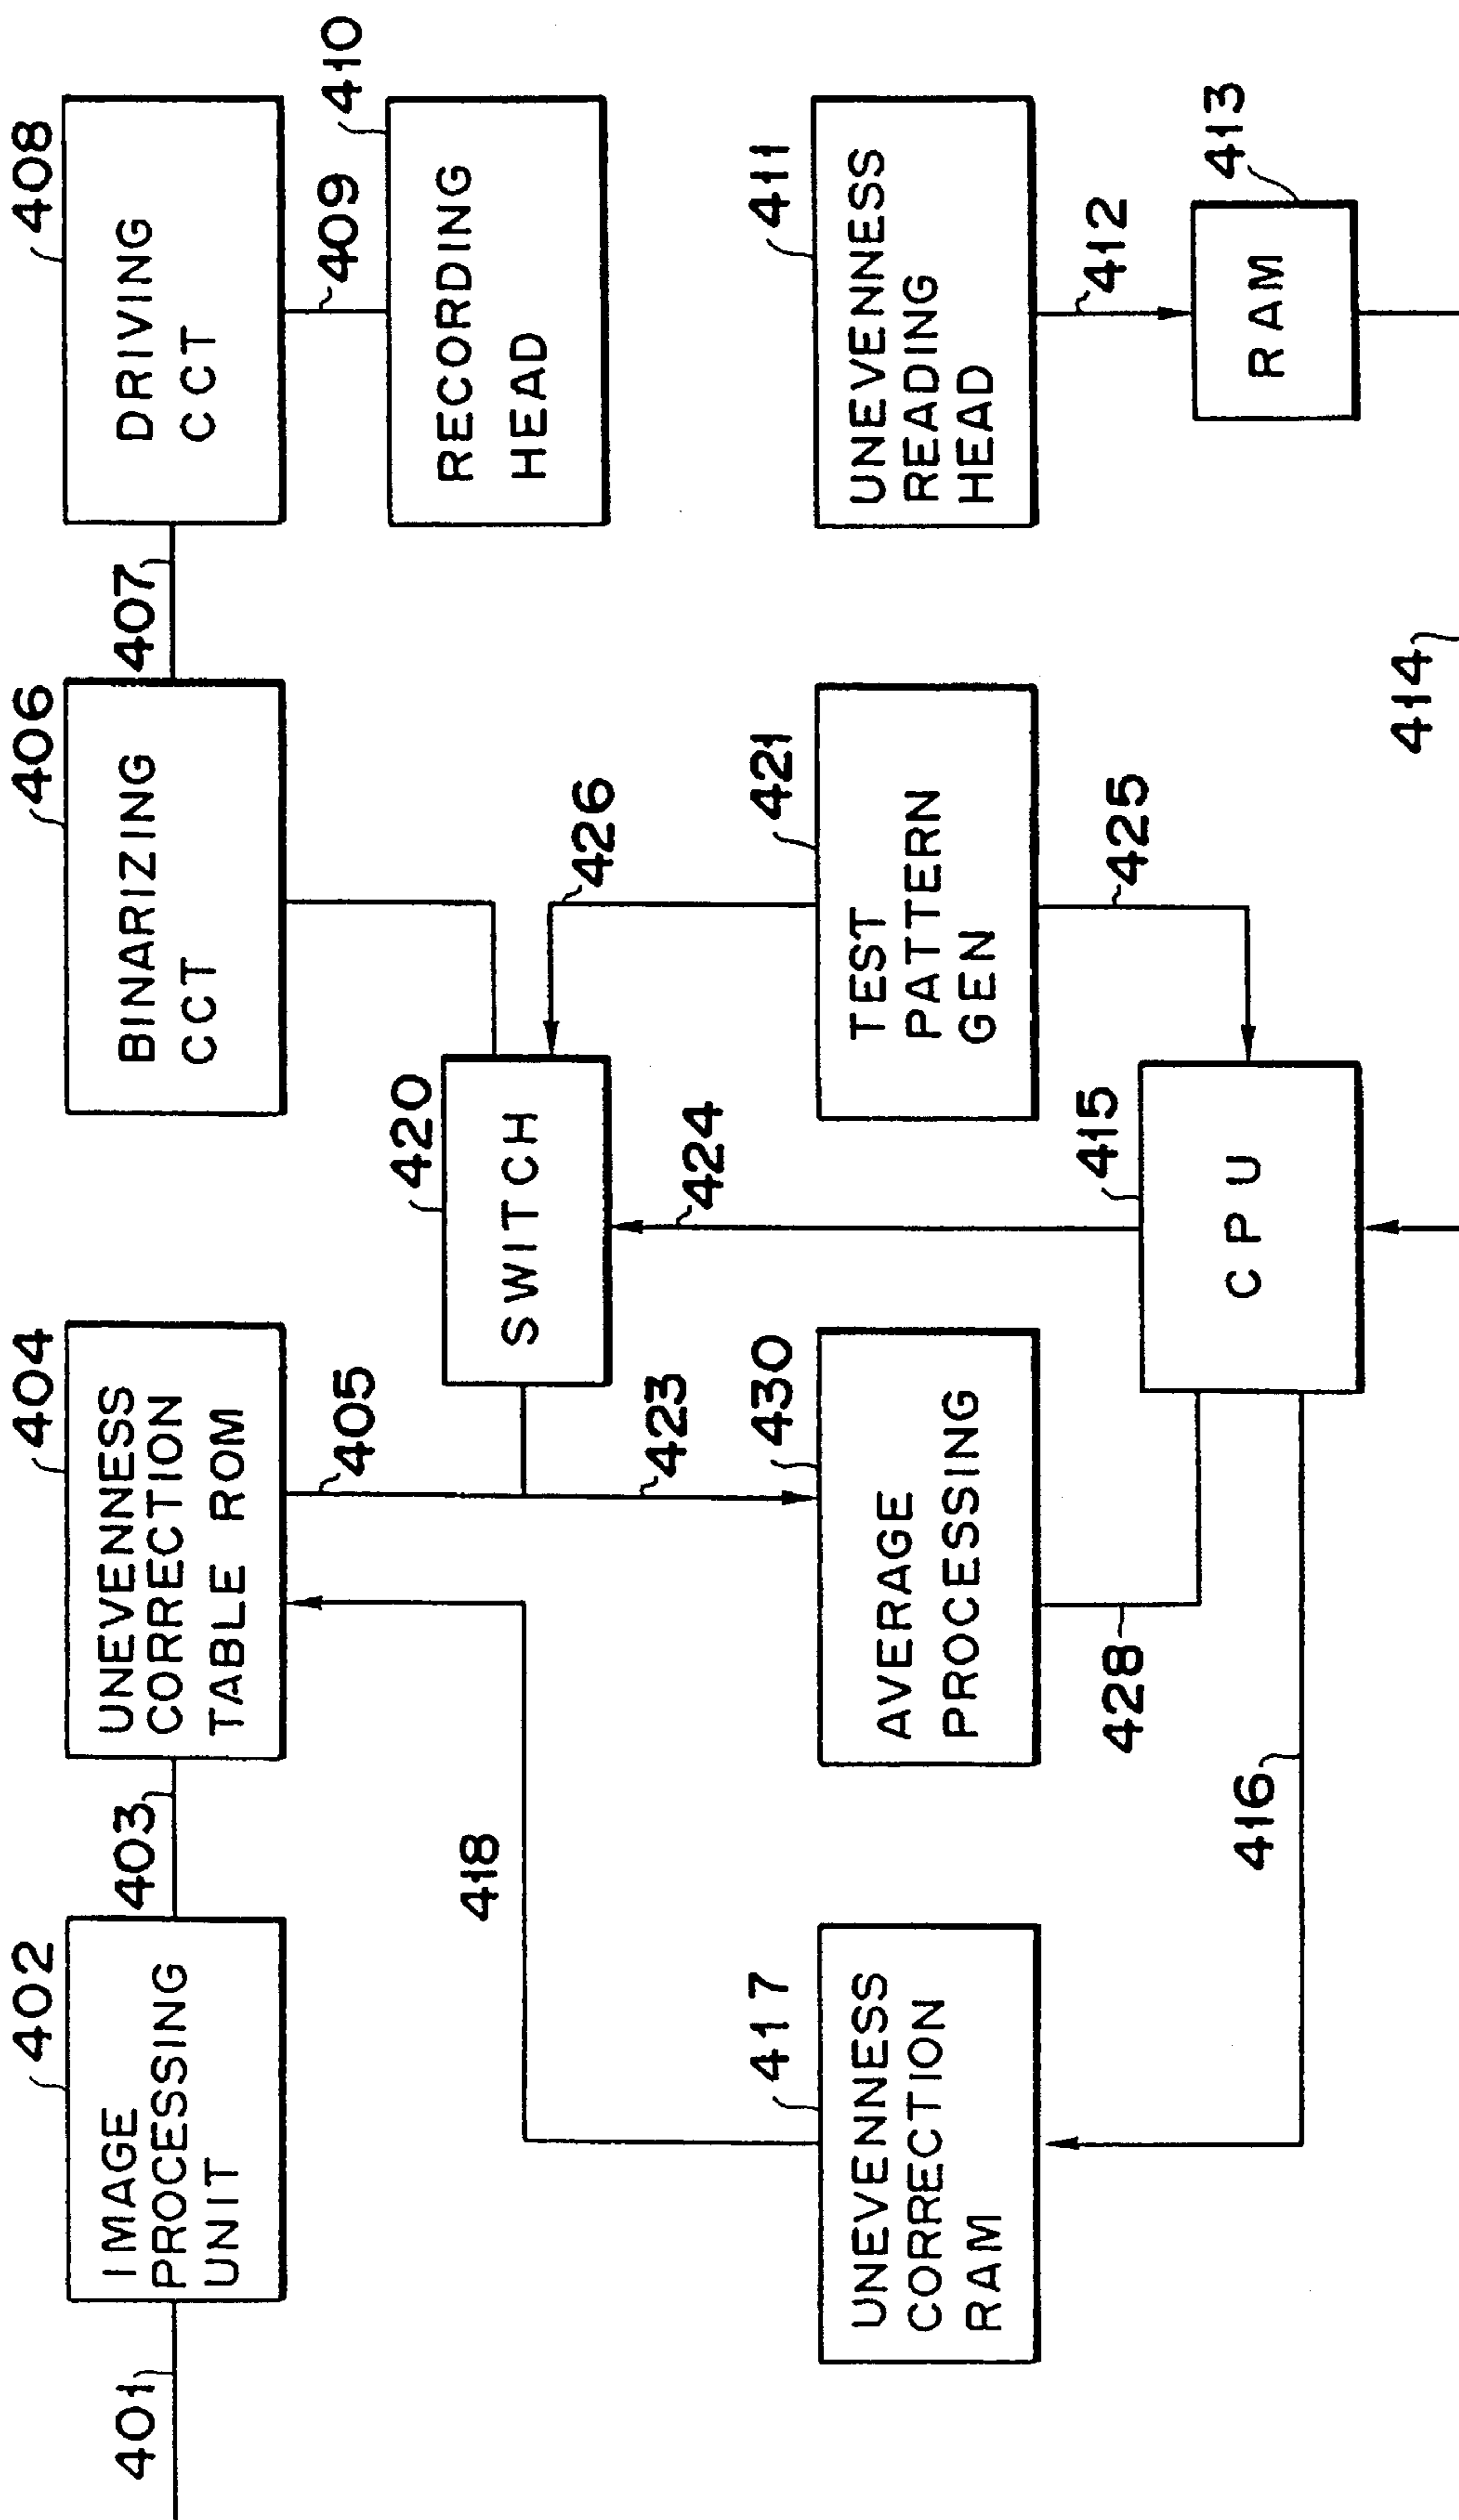 402
404
406
408
IMAGE
PROCESSING
UNIT
UNEVENNESS
CORRECTION
TABLE ROM
BINARIZING
CCT
DRIVING
CCT
401
403
407
405
409
410
418
420
SWITCH
426
RECORDING
HEAD
423
424
417
430
421
411
UNEVENNESS
CORRECTION
RAM
AVERAGE
PROCESSING
TEST
PATTERN
GEN
UNEVENNESS
READING
HEAD
428
415
425
412
416
CPU
413
RAM
414